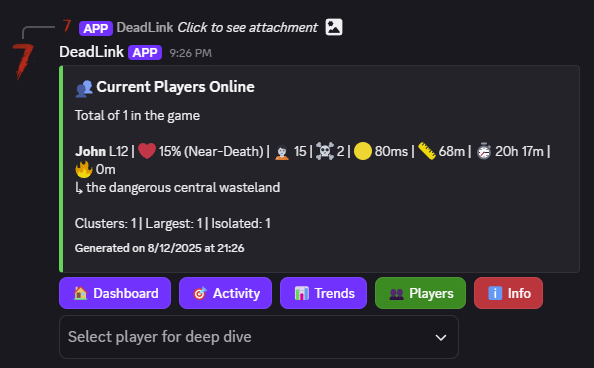 7 APP DeadLink Click to see attachment
7 DeadLink APP 9:26 PM
Current Players Online
Total of 1 in the game
John L12 | ❤️ 15% (Near-Death) | 🧟 15 | ☠️ 2 | 🟡 80ms | 📏 68m | ⏱️ 20h 17m |
🔥 0m
↳ the dangerous central wasteland
Clusters: 1 | Largest: 1 | Isolated: 1
Generated on 8/12/2025 at 21:26
Dashboard Activity Trends Players Info
Select player for deep dive